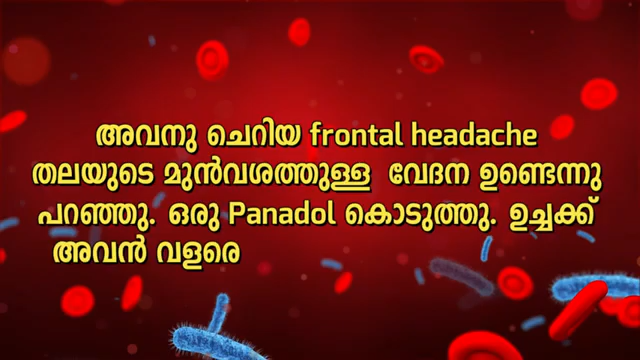 അവനു ചെറിയ frontal headache
തലയുടെ മുൻവശത്തുള്ള വേദന ഉണ്ടെന്നു
പറഞ്ഞു. ഒരു Panadol കൊടുത്തു. ഉച്ചക്ക്
അവൻ വളരെ